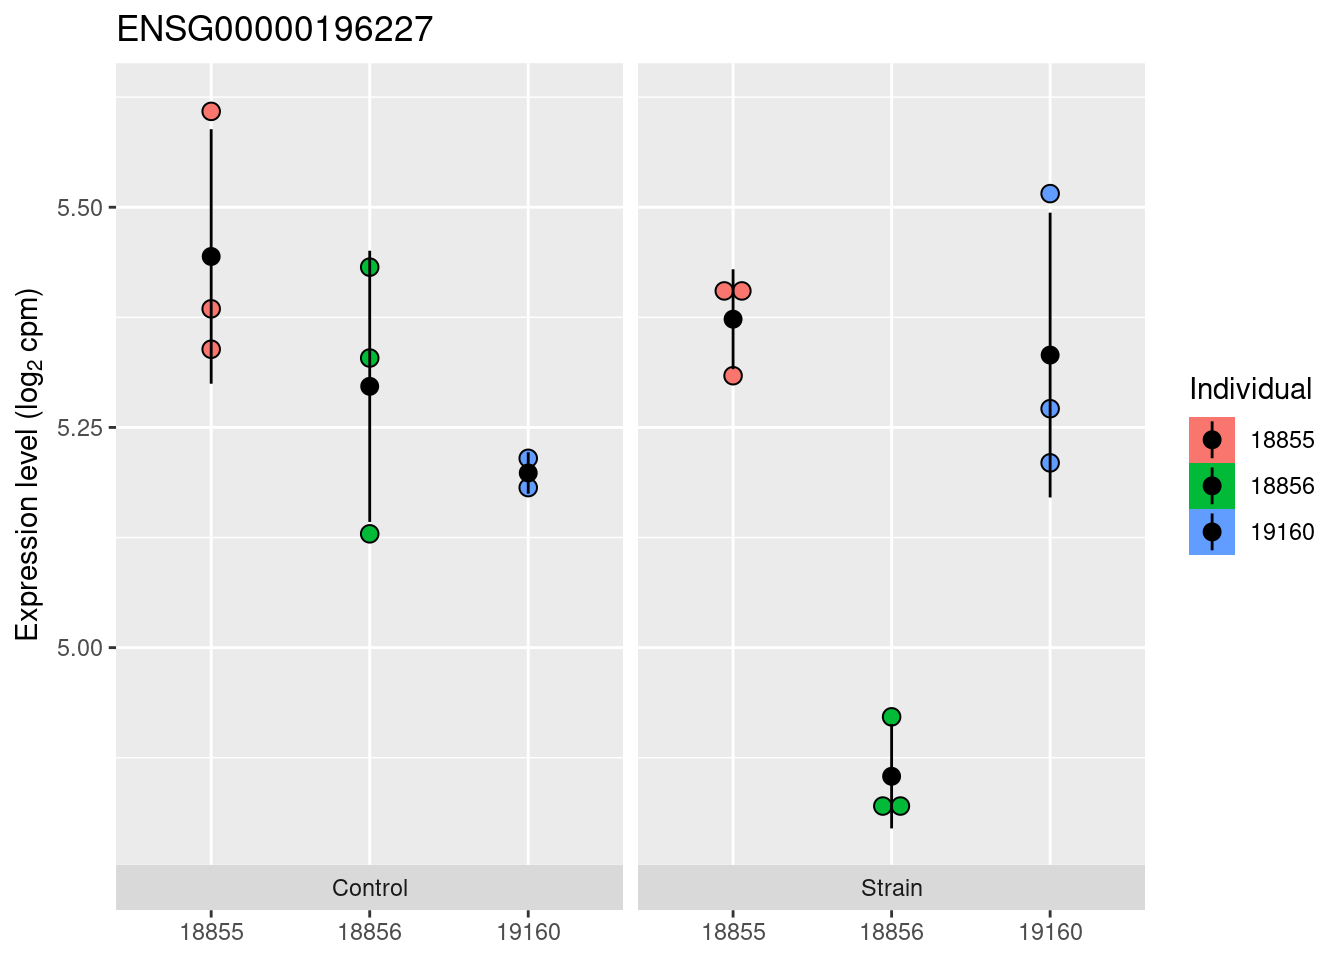 ENSG00000196227
Expression level (log₂ cpm)
5.50
5.25
5.00
Control
Strain
18855
18856
19160
18855
18856
19160
Individual
18855
18856
19160